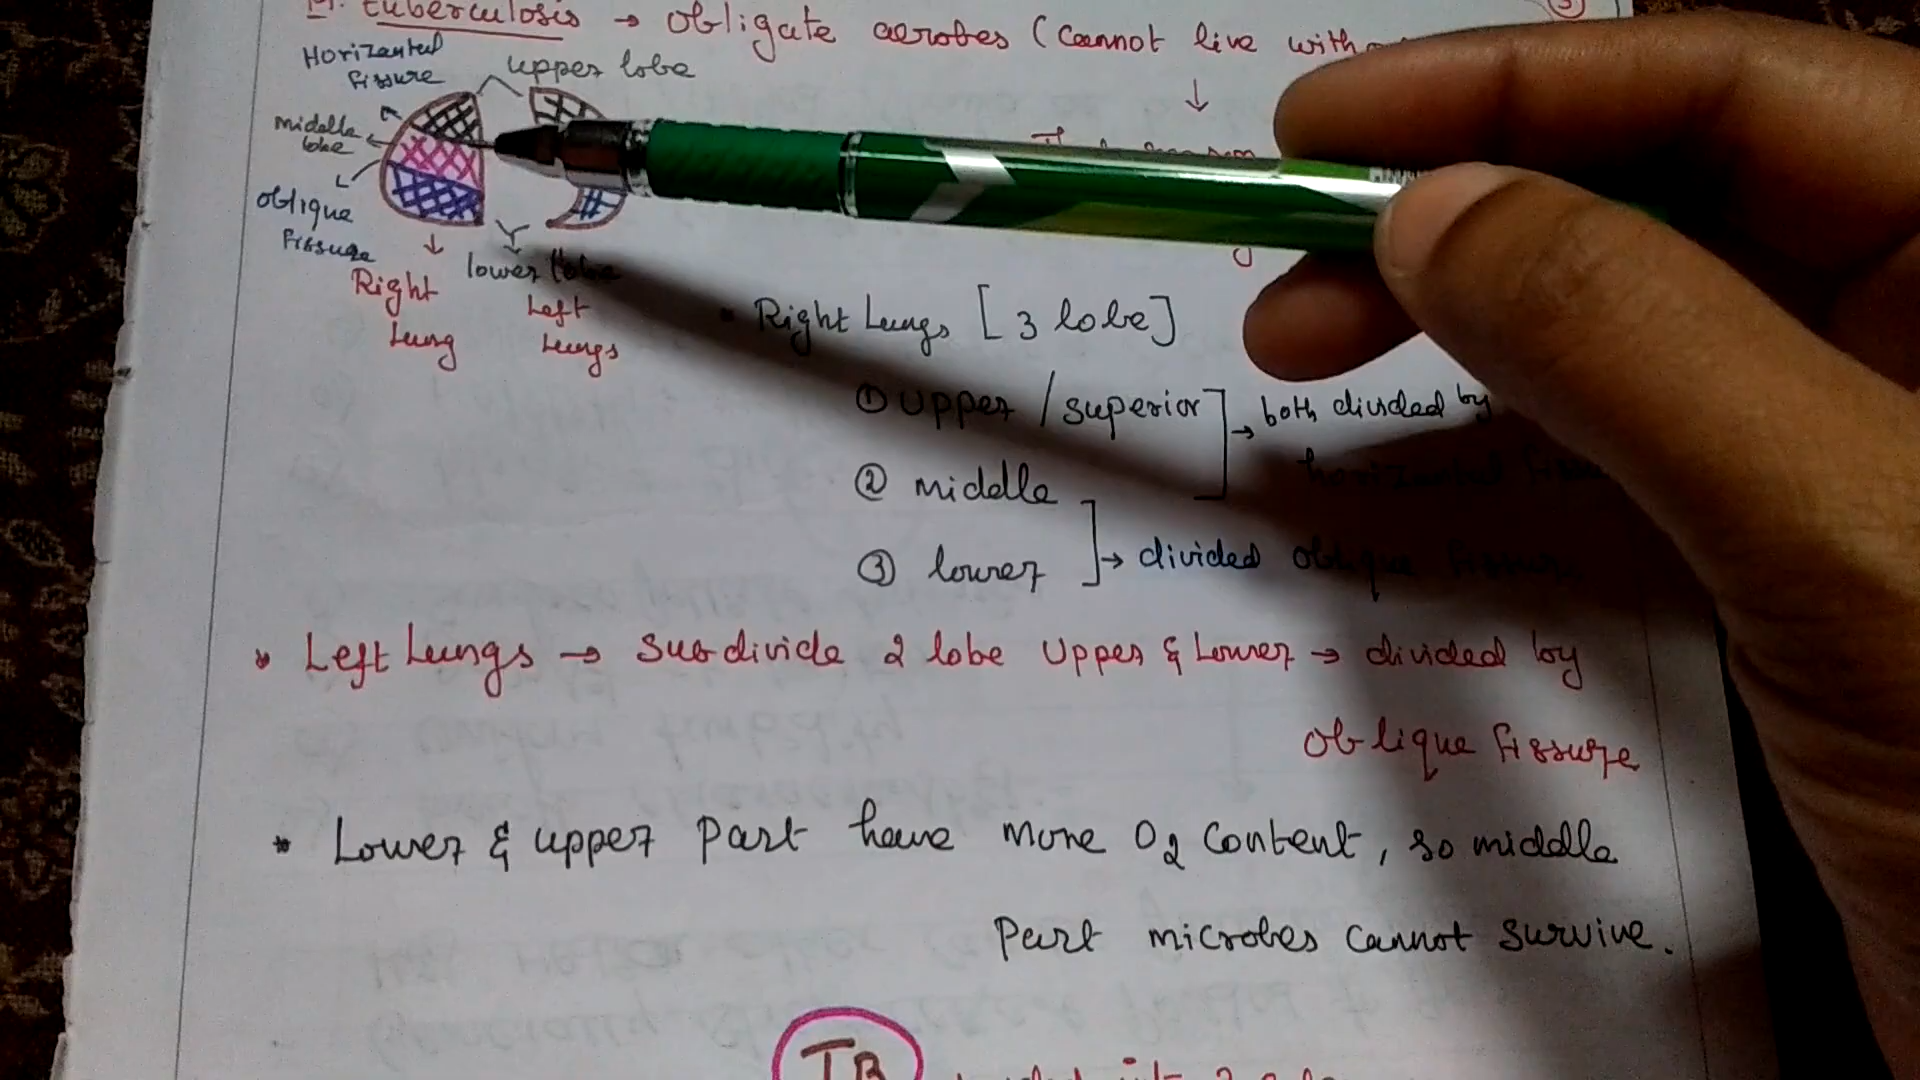 M. tuberculosis → obligate aerobes (cannot live with
Horizontal
fissure
upper lobe
middle
lobe
oblique
fissure
lower lobe
Right
Lung
Left
Lungs
Right Lungs [3 lobe]
① Upper / superior
both divided by
horizontal
② middle
③ lower
→ divided oblique
Left Lungs → Subdivide 2 lobe Upper & Lower → divided by
oblique fissure
* Lower & upper part have more O2 content, so middle
part microbes cannot survive.
TB